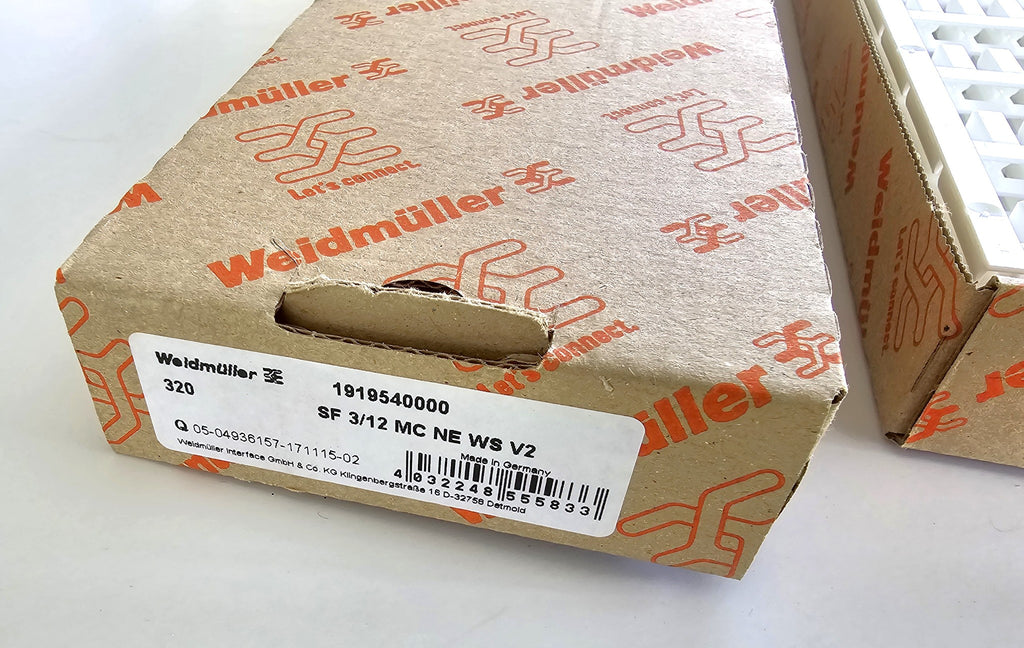 Weidmüller
Weidmüller
Weidmüller
Let's connect.
Let's connect.
Weidmüller
Let's connect.
Weidmüller
Weidmüller
320
1919540000
SF 3/12 MC NE WS V2
Q 05-04936157-171115-02
Made in Germany
Weidmüller Interface GmbH & Co. KG Klingenbergstraße 16 D-32758 Detmold
4 032248 555833
müller
Weidmüller
Let's connect.